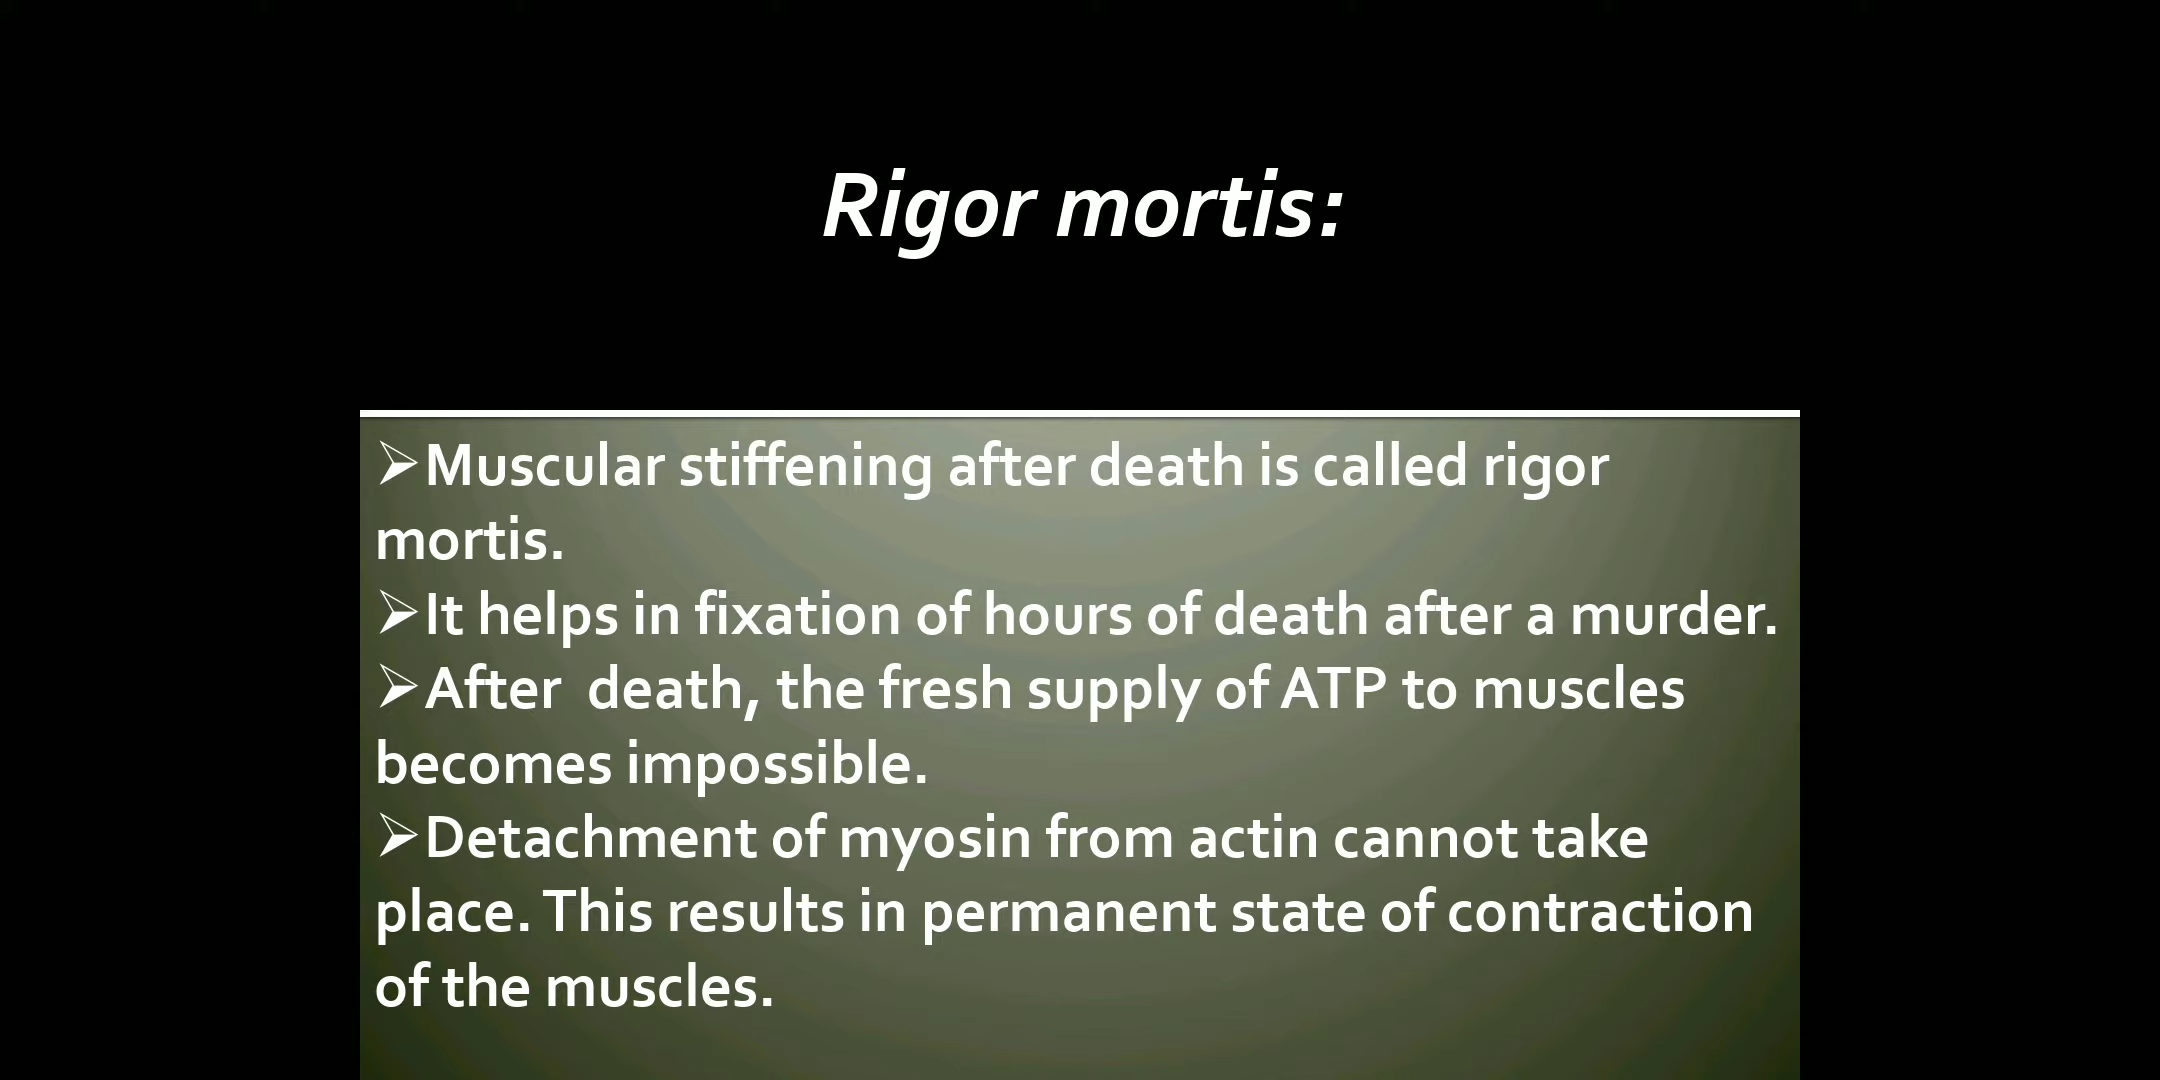 Rigor mortis:
➢Muscular stiffening after death is called rigor
mortis.
➢It helps in fixation of hours of death after a murder.
➢After  death, the fresh supply of ATP to muscles
becomes impossible.
➢Detachment of myosin from actin cannot take
place. This results in permanent state of contraction
of the muscles.